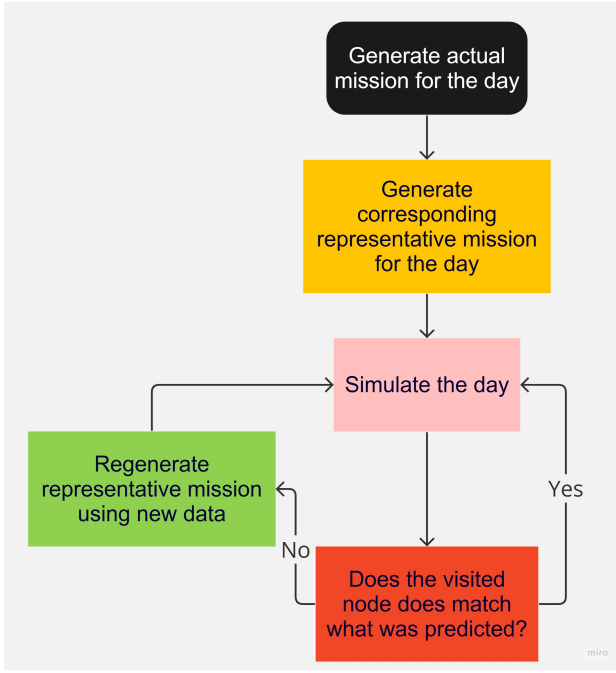 Generate actual
mission for the day
Generate
corresponding
representative mission
for the day
Simulate the day
Regenerate
representative mission
using new data
Yes
No
Does the visited
node does match
what was predicted?
miro